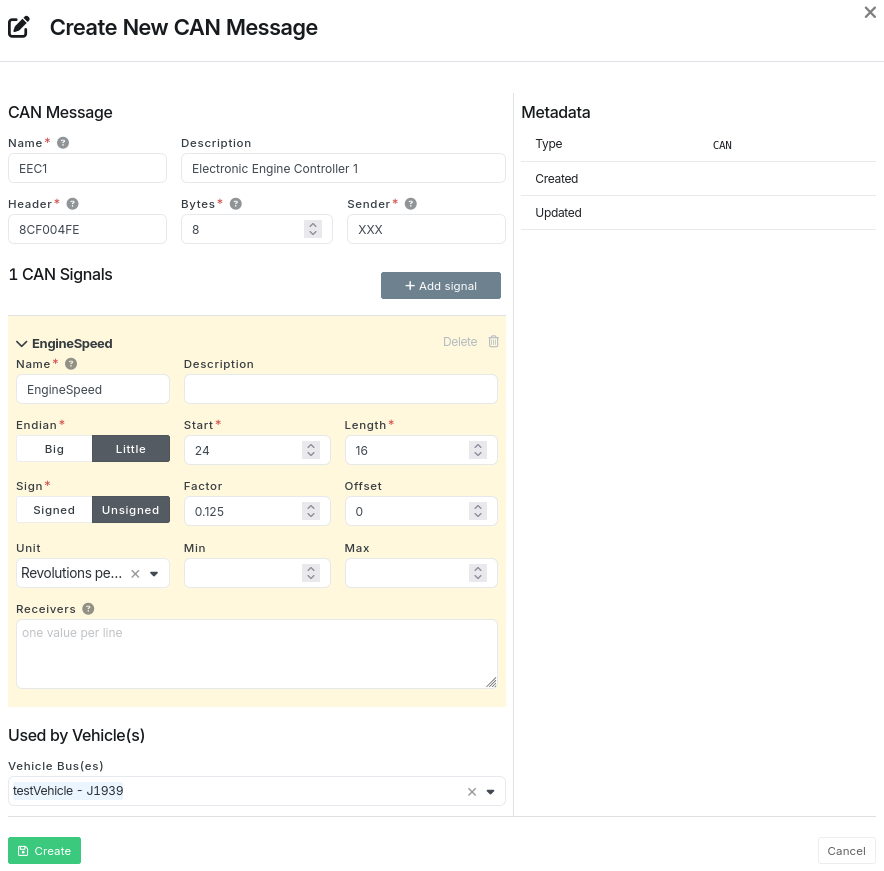 Create New CAN Message
CAN Message
Name* ?
Description
EEC1
Electronic Engine Controller 1
Header* ?
Bytes* ?
Sender* ?
8CF004FE
8
XXX
1 CAN Signals
+ Add signal
EngineSpeed
Delete
Name* ?
Description
EngineSpeed
Endian*
Start*
Length*
Big
Little
24
16
Sign*
Factor
Offset
Signed
Unsigned
0.125
0
Unit
Min
Max
Revolutions pe...
Receivers ?
one value per line
Used by Vehicle(s)
Vehicle Bus(es)
testVehicle - J1939
Metadata
Type CAN
Created
Updated
Create
Cancel